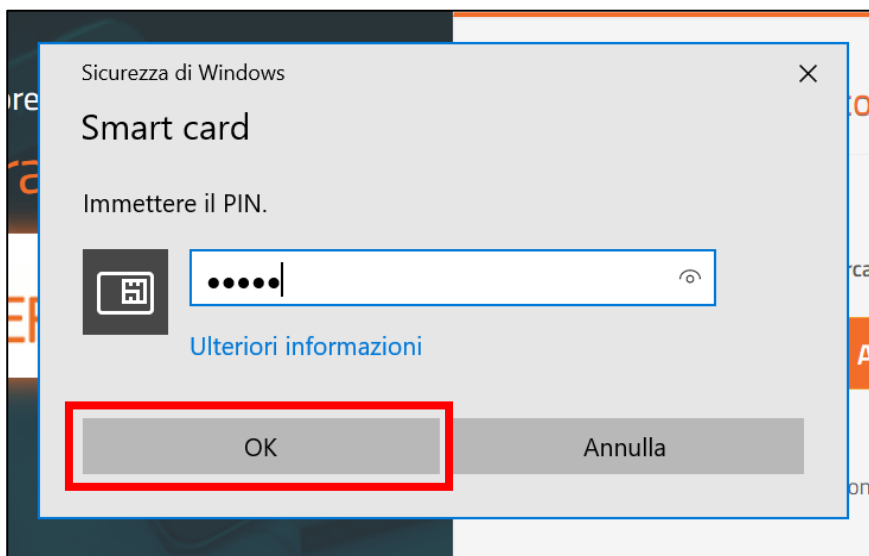 Sicurezza di Windows
Smart card
Immettere il PIN.
•••••
Ulteriori informazioni
OK
Annulla